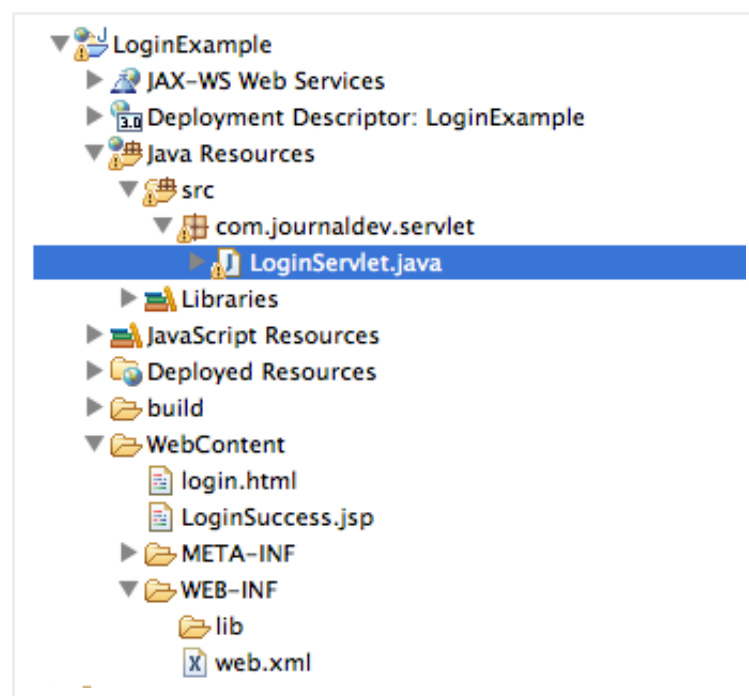 LoginExample
JAX-WS Web Services
3.0 Deployment Descriptor: LoginExample
Java Resources
src
com.journaldev.servlet
J LoginServlet.java
Libraries
JavaScript Resources
Deployed Resources
build
WebContent
login.html
LoginSuccess.jsp
META-INF
WEB-INF
lib
X web.xml